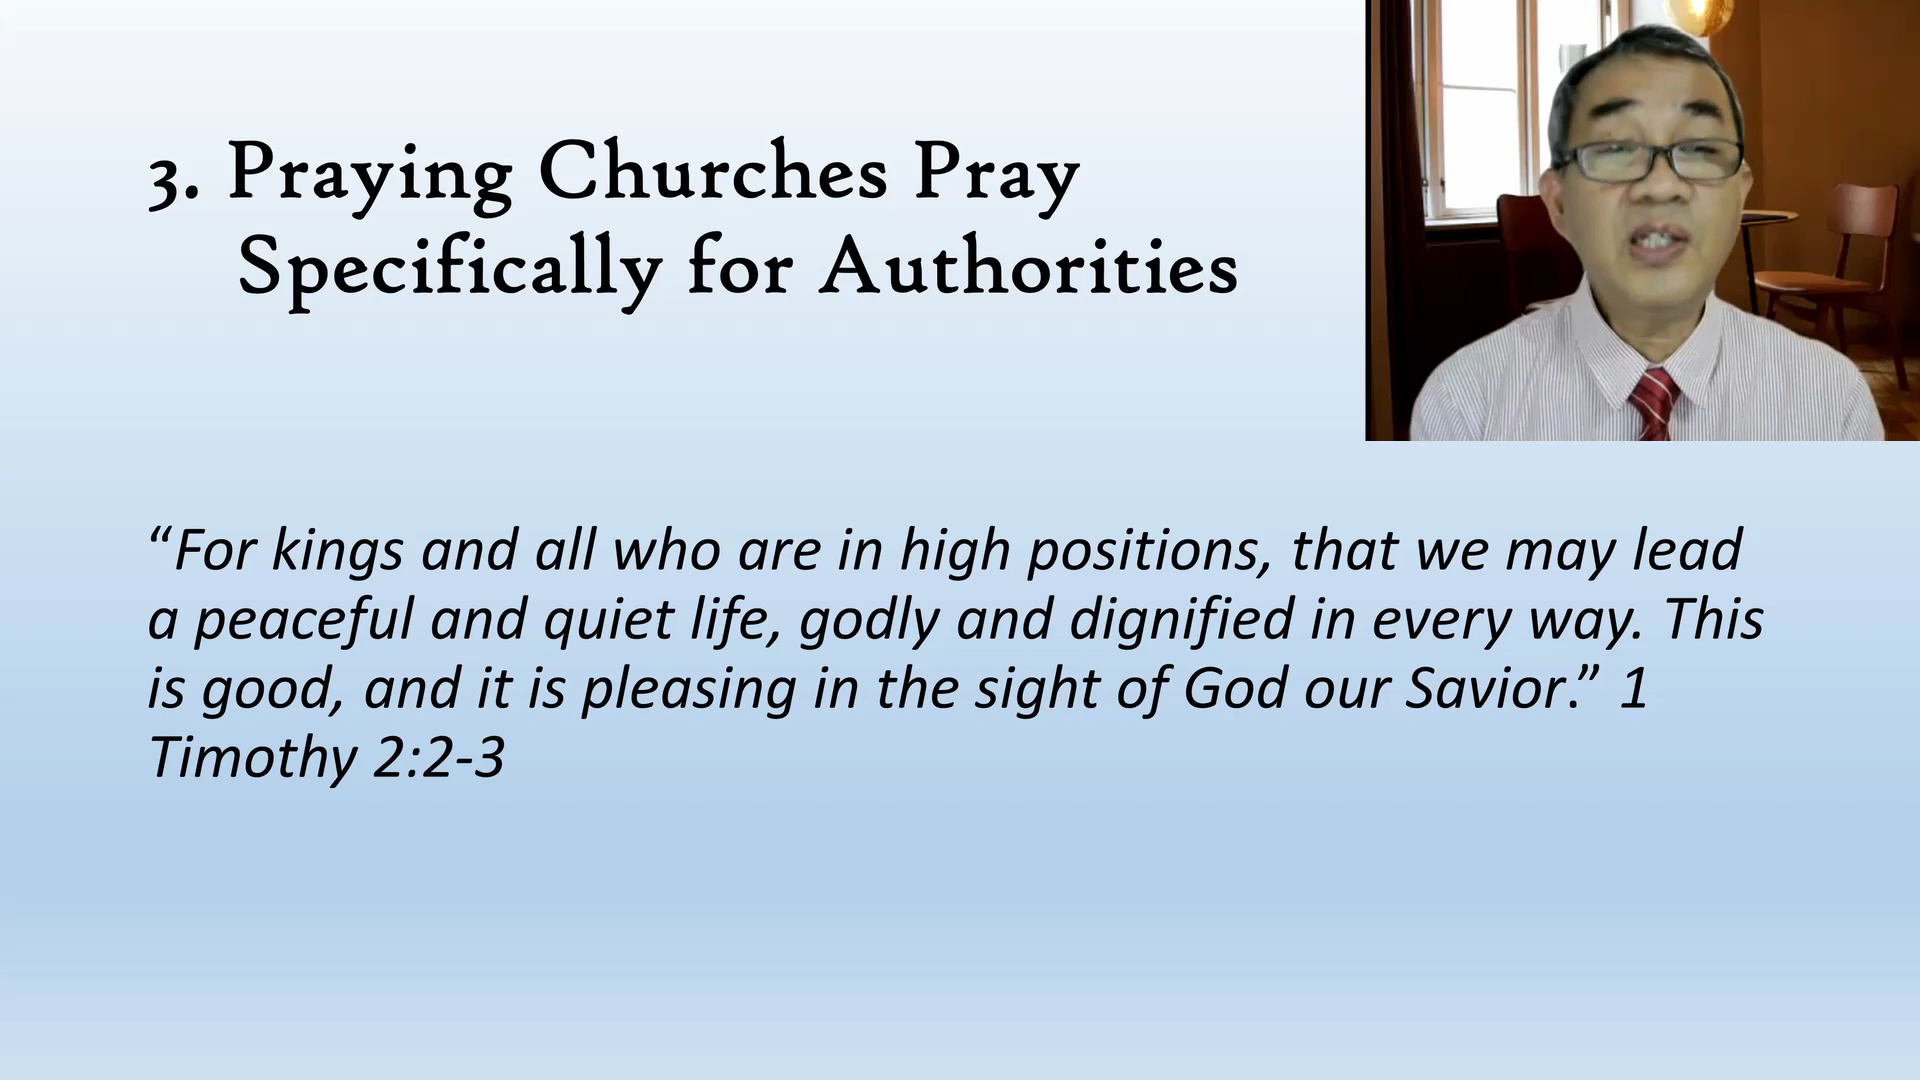 3. Praying Churches Pray
Specifically for Authorities
“For kings and all who are in high positions, that we may lead
a peaceful and quiet life, godly and dignified in every way. This
is good, and it is pleasing in the sight of God our Savior.” 1
Timothy 2:2-3